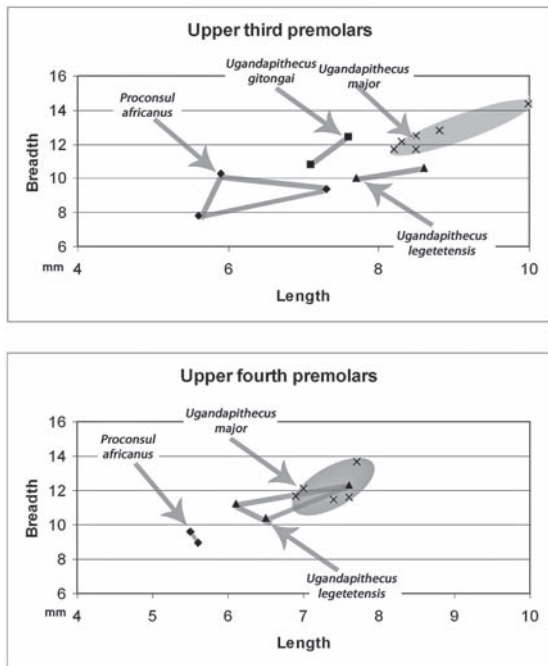 Upper third premolars
Ugandapithecus
gitongai
Ugandapithecus
major
Proconsul
africanus
16
14
12
10
8
6
Breadth
Ugandapithecus
legetetensis
mm
4
6
8
10
Length
Upper fourth premolars
Ugandapithecus
major
Proconsul
africanus
16
14
12
10
8
6
Breadth
Ugandapithecus
legetetensis
mm
4
5
6
7
8
9
10
Length